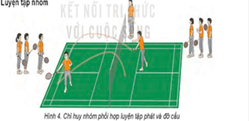 Luyện tập nhóm
KẾT NỐI TRI THỨC
VỚI CUỘC SỐNG
Hình 4. Chỉ huy nhóm phối hợp luyện tập phát và đỡ cầu